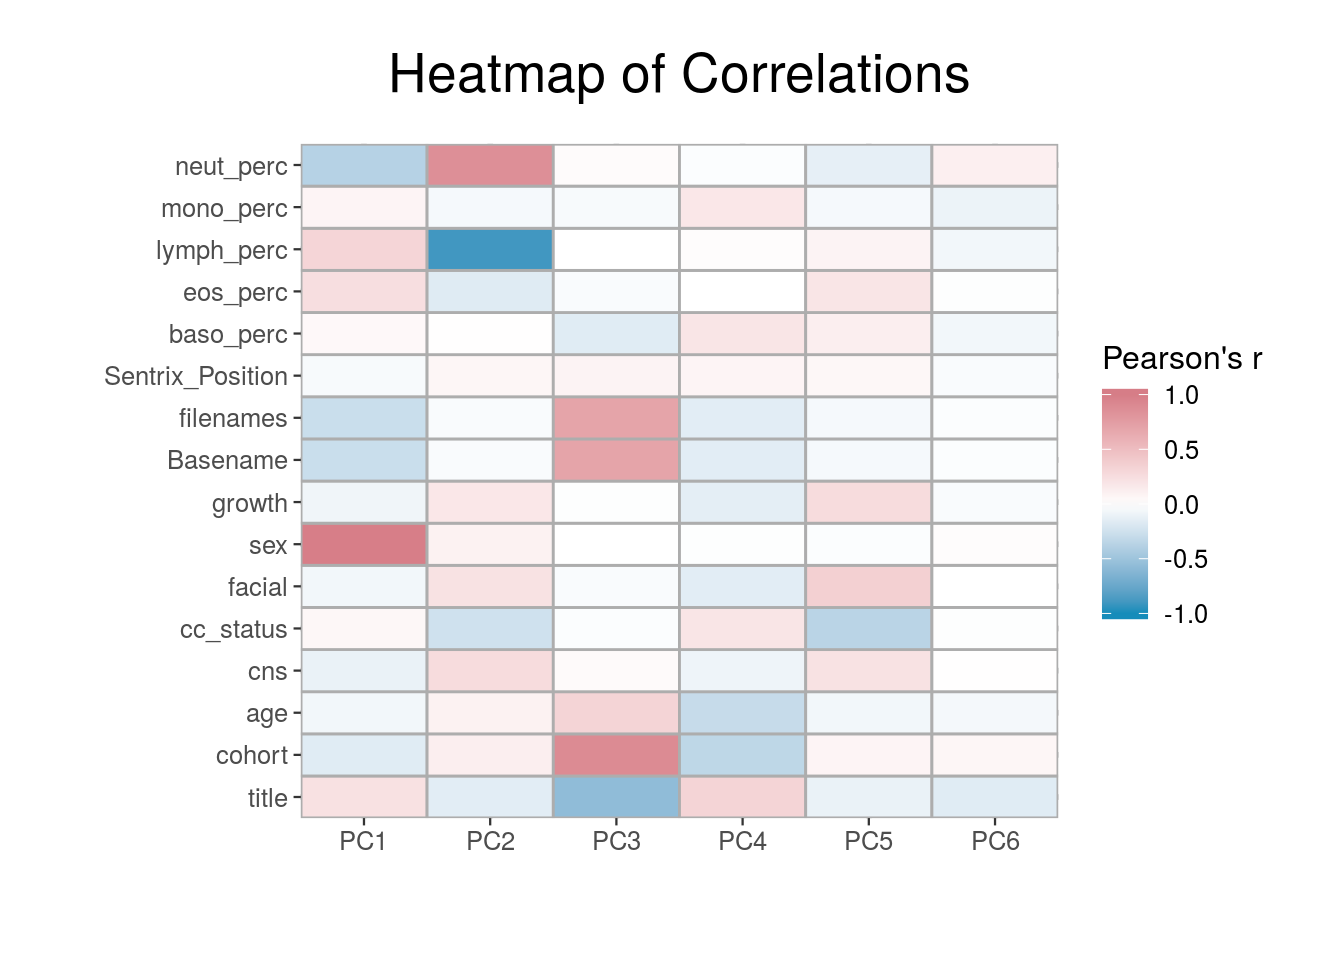 Heatmap of Correlations
neut_perc
mono_perc
lymph_perc
eos_perc
baso_perc
Sentrix_Position
filenames
Basename
growth
sex
facial
cc_status
cns
age
cohort
title
PC1 PC2 PC3 PC4 PC5 PC6
Pearson's r
1.0
0.5
0.0
-0.5
-1.0